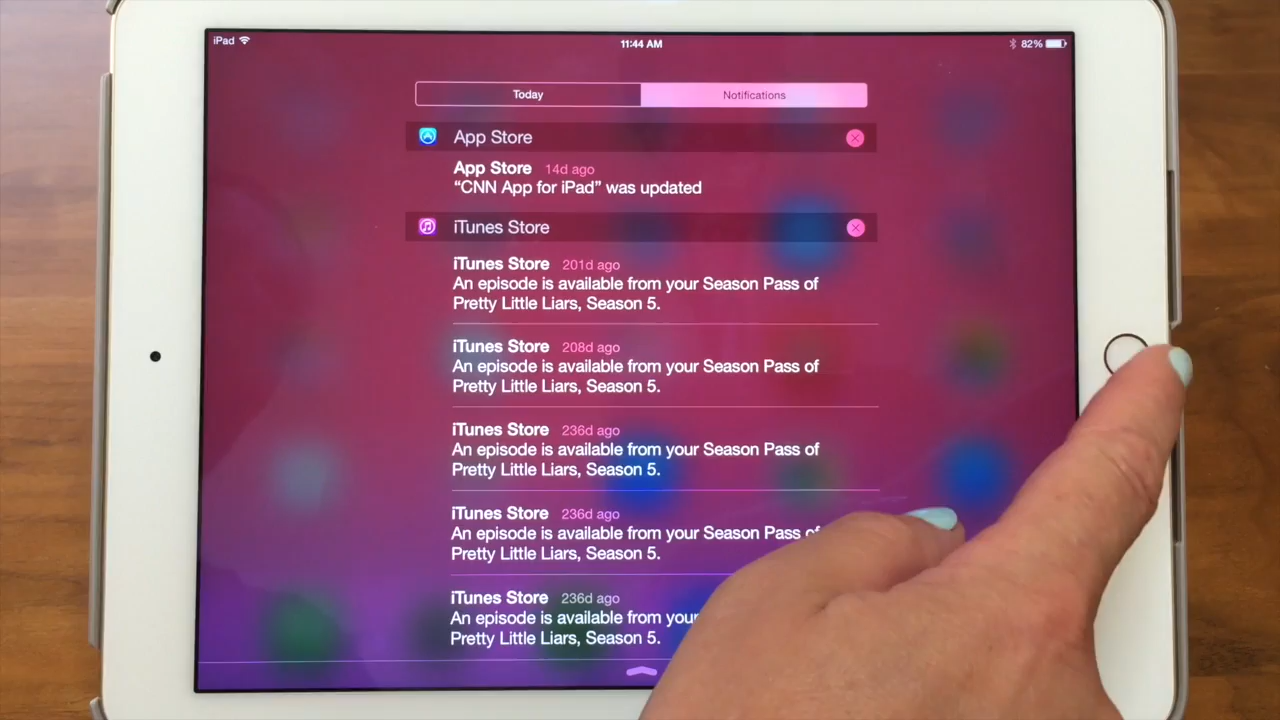 iPad
11:44 AM
82%
Today
Notifications
App Store
App Store 14d ago
“CNN App for iPad” was updated
iTunes Store
iTunes Store 201d ago
An episode is available from your Season Pass of
Pretty Little Liars, Season 5.
iTunes Store 208d ago
An episode is available from your Season Pass of
Pretty Little Liars, Season 5.
iTunes Store 236d ago
An episode is available from your Season Pass of
Pretty Little Liars, Season 5.
iTunes Store 236d ago
An episode is available from your Season Pass of
Pretty Little Liars, Season 5.
iTunes Store 236d ago
An episode is available from your
Pretty Little Liars, Season 5.